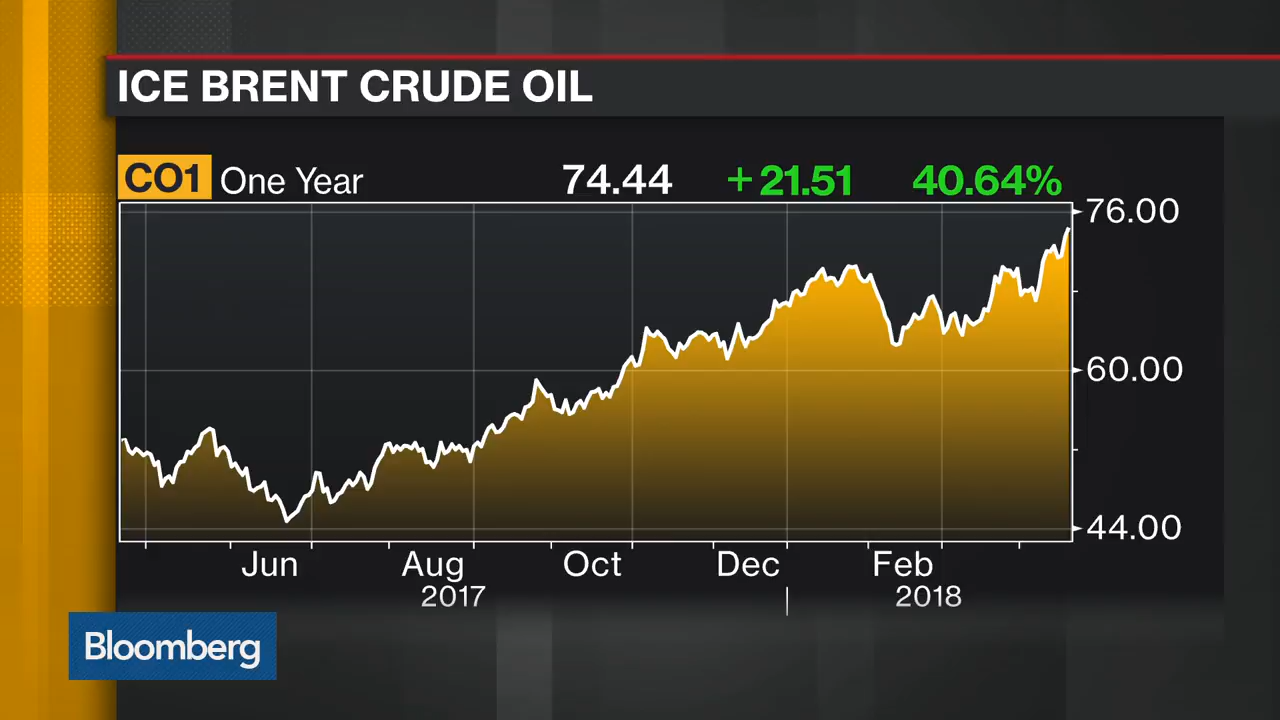 ICE BRENT CRUDE OIL
CO1 One Year 74.44 +21.51 40.64%
76.00
60.00
44.00
Jun Aug Oct Dec Feb
2017 2018
Bloomberg